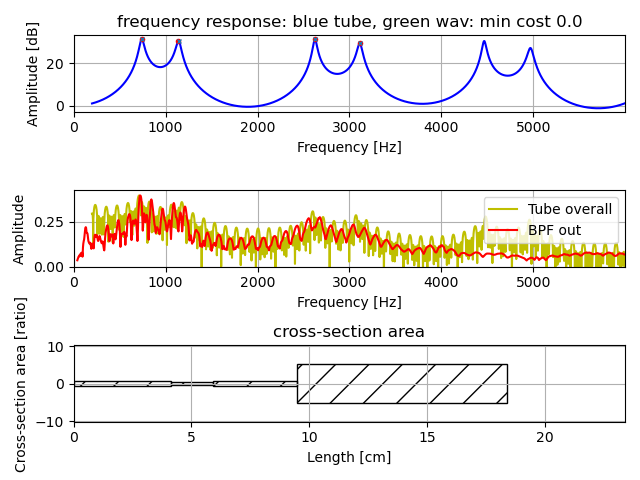 frequency response: blue tube, green wav: min cost 0.0
Amplitude [dB]
20
0
0 1000 2000 3000 4000 5000
Frequency [Hz]
Amplitude
0.25
0.00
Tube overall
BPF out
0 1000 2000 3000 4000 5000
Frequency [Hz]
cross-section area
Cross-section area [ratio]
10
0
−10
0 5 10 15 20
Length [cm]